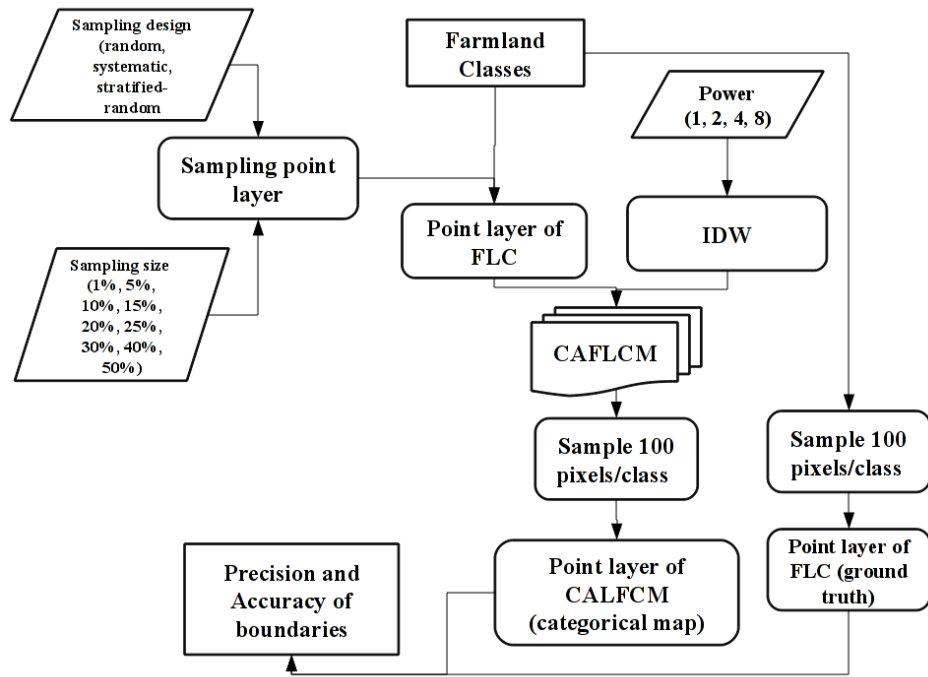 Sampling design
(random,
systematic,
stratified-
random
Farmland
Classes
Power
(1, 2, 4, 8)
Sampling point
layer
Point layer of
FLC
IDW
Sampling size
(1%, 5%,
10%, 15%,
20%, 25%,
30%, 40%,
50%)
CAFLCM
Sample 100
pixels/class
Sample 100
pixels/class
Precision and
Accuracy of
boundaries
Point layer of
CALFCM
(categorical map)
Point layer of
FLC (ground
truth)